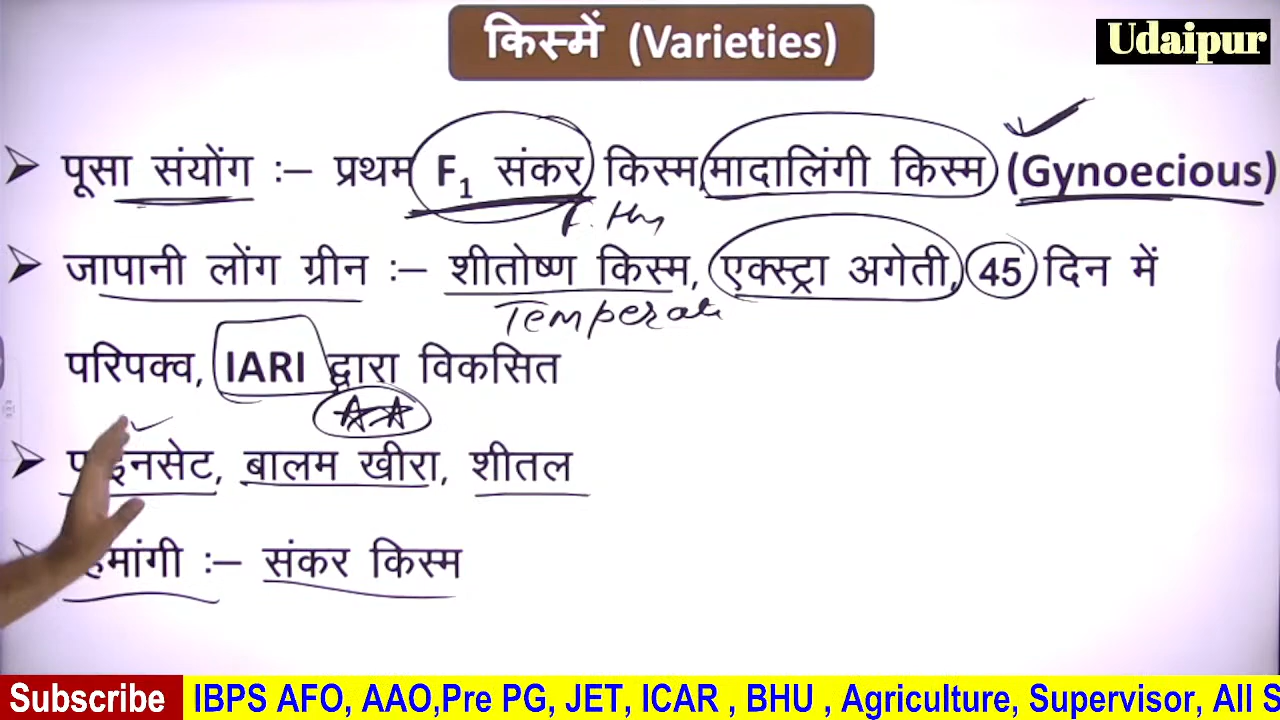 किस्में (Varieties)
Udaipur
➢ पूसा संयोंग :– प्रथम F₁ संकर किस्म, मादालिंगी किस्म (Gynoecious)
➢ जापानी लोंग ग्रीन :– शीतोष्ण किस्म, एक्स्ट्रा अगेती, 45 दिन में
परिपक्व, IARI द्वारा विकसित
➢ बालम खीरा, शीतल
:– संकर किस्म
Subscribe IBPS AFO, AAO,Pre PG, JET, ICAR , BHU , Agriculture, Supervisor, All S